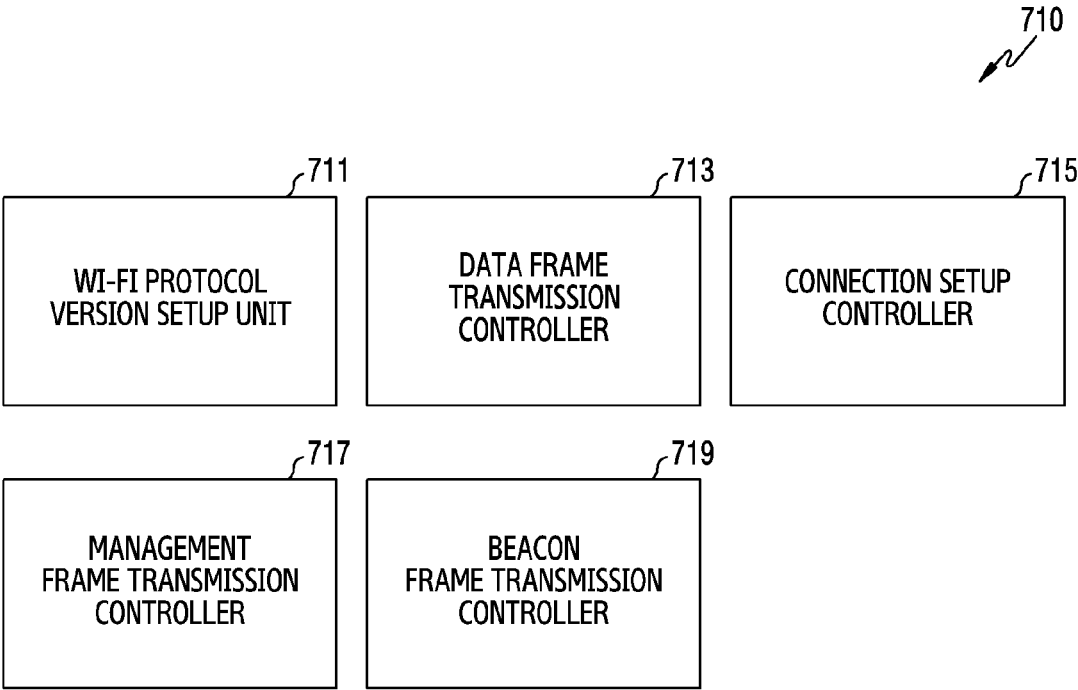 710
711
713
715
WI-FI PROTOCOL
VERSION SETUP UNIT
DATA FRAME
TRANSMISSION
CONTROLLER
CONNECTION SETUP
CONTROLLER
717
719
MANAGEMENT
FRAME TRANSMISSION
CONTROLLER
BEACON
FRAME TRANSMISSION
CONTROLLER